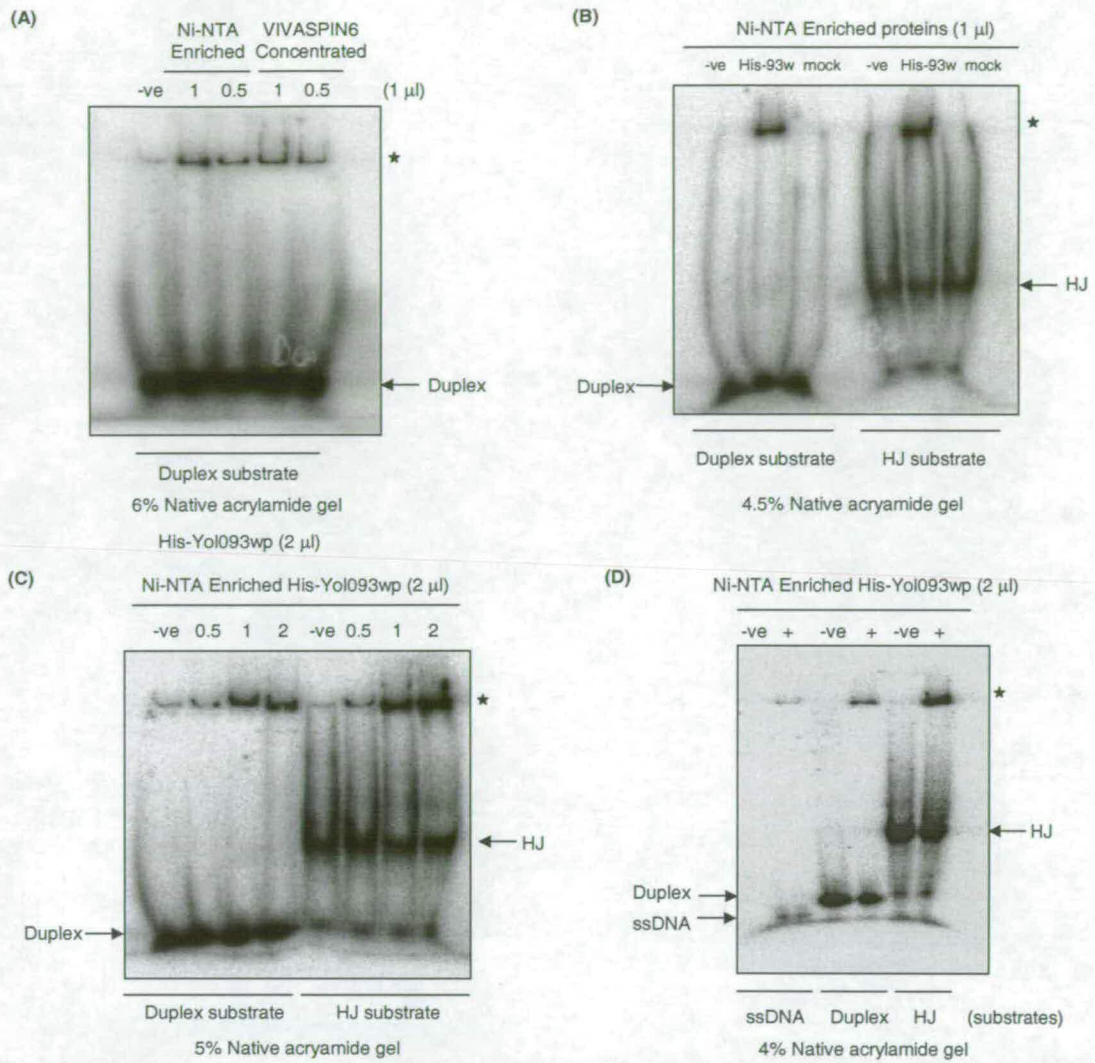 (A)
Ni-NTA Enriched
VIVASPIN6 Concentrated
-ve 1 0.5 1 0.5 (1 µl)
★
Duplex
Duplex substrate
6% Native acrylamide gel
His-Yol093wp (2 µl)
(B)
Ni-NTA Enriched proteins (1 µl)
-ve His-93w mock -ve His-93w mock
★
HJ
Duplex
Duplex substrate HJ substrate
4.5% Native acryamide gel
(C)
Ni-NTA Enriched His-Yol093wp (2 µl)
-ve 0.5 1 2 -ve 0.5 1 2
★
HJ
Duplex
Duplex substrate HJ substrate
5% Native acryamide gel
(D)
Ni-NTA Enriched His-Yol093wp (2 µl)
-ve + -ve + -ve +
★
HJ
Duplex
ssDNA
ssDNA Duplex HJ (substrates)
4% Native acrylamide gel